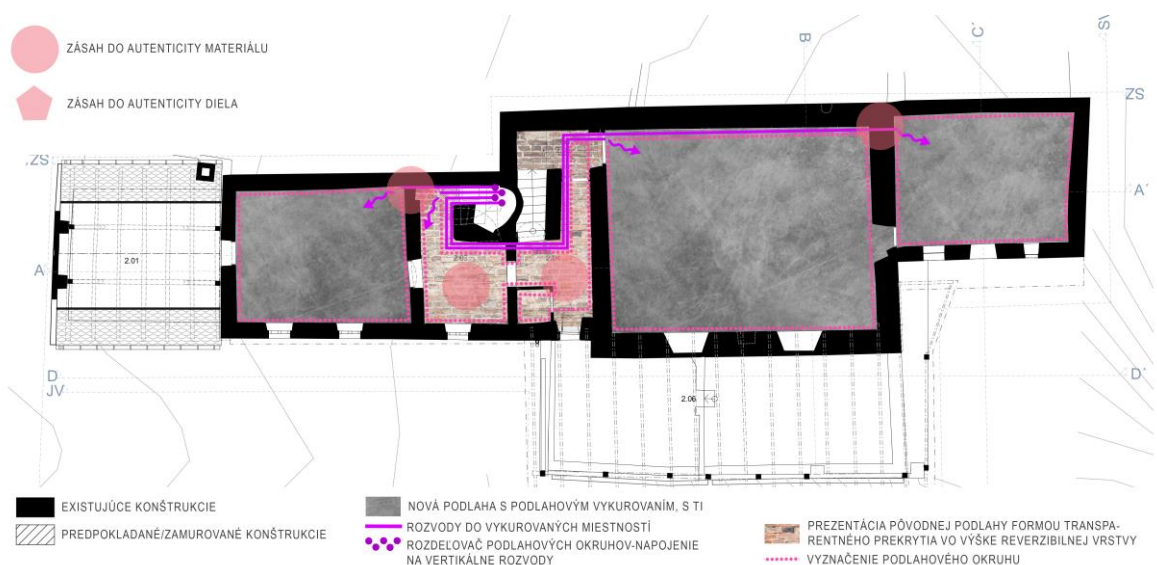 ZÁSAH DO AUTENTICITY MATERIÁLU
ZÁSAH DO AUTENTICITY DIELA
B
C´
ZS
ZS
A´
2.01
A
D
JV
2.06
D´
EXISTUJÚCE KONŠTRUKCIE
PREDPOKLADANÉ/ZAMUROVANÉ KONŠTRUKCIE
NOVÁ PODLAHA S PODLAHOVÝM VYKUROVANÍM, S TI
ROZVODY DO VYKUROVANÝCH MIESTNOSTÍ
ROZDEĽOVAČ PODLAHOVÝCH OKRUHOV-NAPOJENIE
NA VERTIKÁLNE ROZVODY
PREZENTÁCIA PÔVODNEJ PODLAHY FORMOU TRANSPA-
RENTNÉHO PREKRYTIA VO VÝŠKE REVERZIBILNEJ VRSTVY
VYZNAČENIE PODLAHOVÉHO OKRUHU